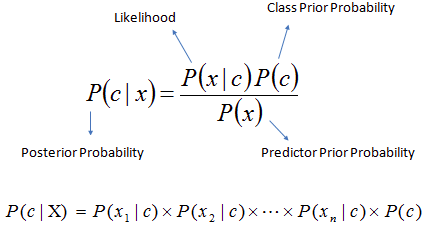 Likelihood
Class Prior Probability
P(c | x) = P(x | c)P(c) / P(x)
Posterior Probability
Predictor Prior Probability
P(c | X) = P(x₁ | c) × P(x₂ | c) × ⋯ × P(xₙ | c) × P(c)